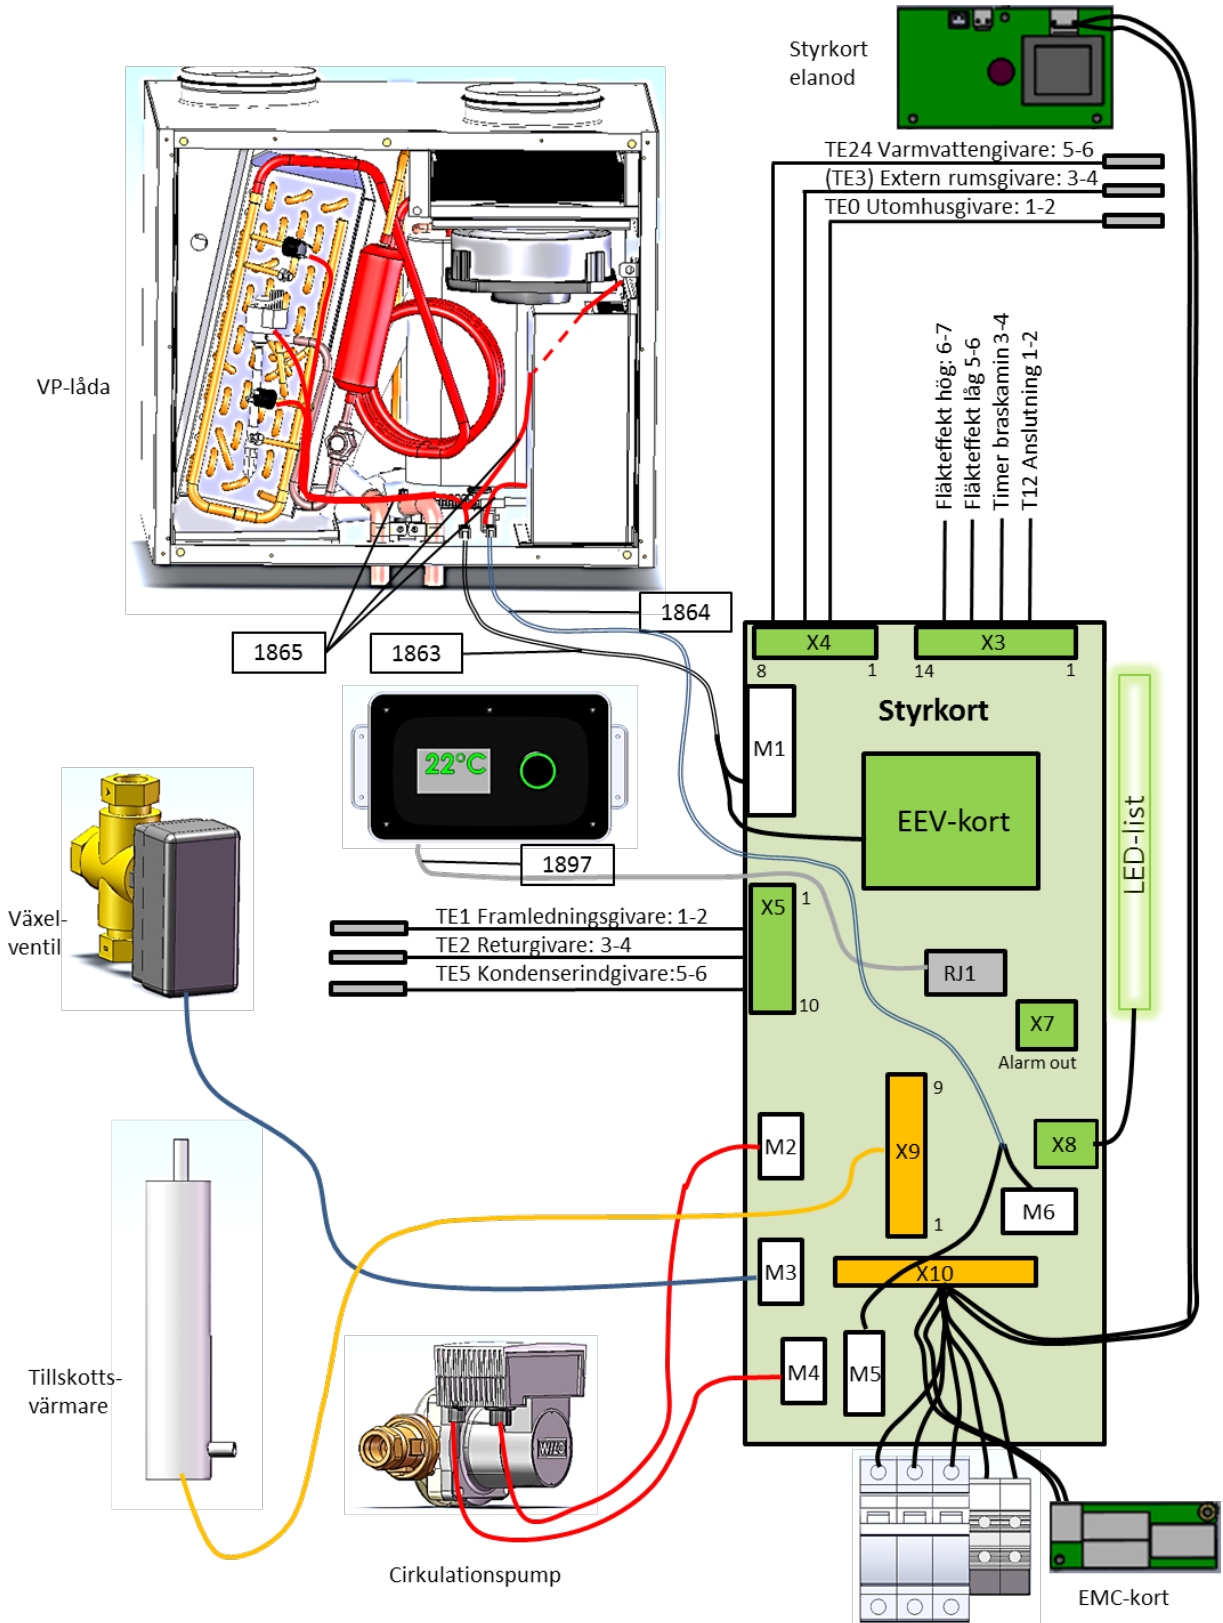 Styrkort
elanod
TE24 Varmvattengivare: 5-6
(TE3) Extern rumsgivare: 3-4
TE0 Utomhusgivare: 1-2
VP-låda
Fläkteffekt hög: 6-7
Fläkteffekt låg 5-6
Timer braskamin 3-4
T12 Anslutning 1-2
1864
1865
1863
X4
X3
8
1
14
1
Styrkort
M1
22°C
EEV-kort
LED-list
1897
Växel-
ventil
TE1 Framledningsgivare: 1-2
TE2 Returgivare: 3-4
TE5 Kondenserindgivare:5-6
X5
1
10
RJ1
X7
Alarm out
9
M2
X9
X8
1
M6
M3
X10
Tillskotts-
värmare
M4
M5
WILO
Cirkulationspump
EMC-kort